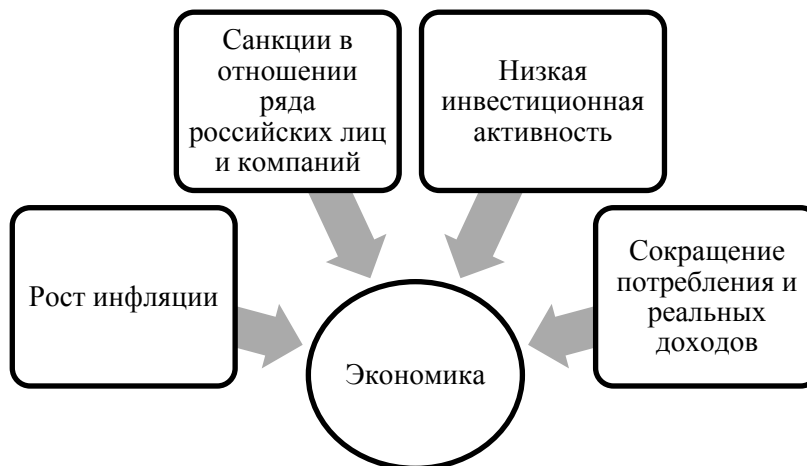 Санкции в
отношении
ряда
российских лиц
и компаний
Низкая
инвестиционная
активность
Рост инфляции
Сокращение
потребления и
реальных
доходов
Экономика